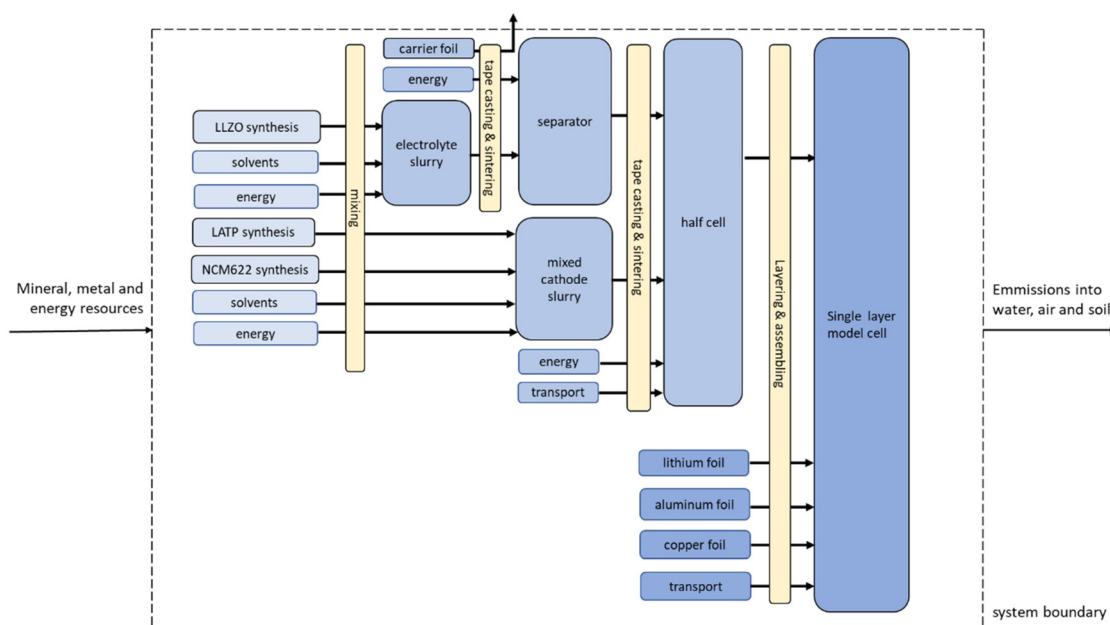 carrier foil
energy
tape casting & sintering
separator
LLZO synthesis
solvents
energy
electrolyte
slurry
mixing
LATP synthesis
NCM622 synthesis
solvents
energy
mixed
cathode
slurry
energy
transport
tape casting & sintering
half cell
Layering & assembling
Single layer
model cell
lithium foil
aluminum foil
copper foil
transport
Mineral, metal and
energy resources
Emmissions into
water, air and soil
system boundary